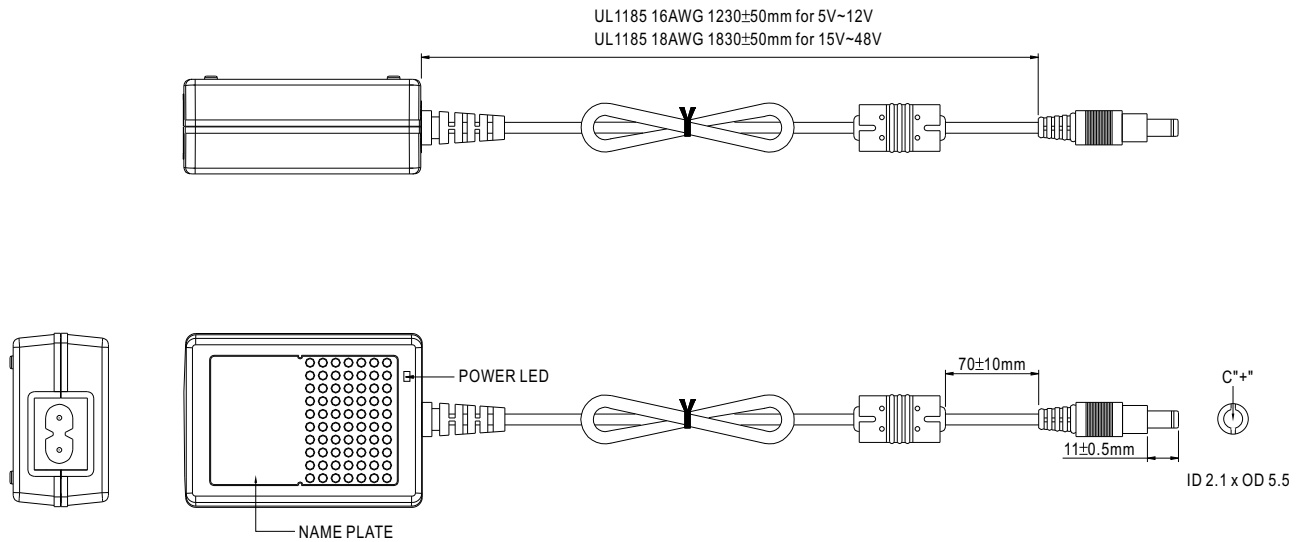 UL1185 16AWG 1230±50mm for 5V~12V
UL1185 18AWG 1830±50mm for 15V~48V
POWER LED
70±10mm
C"+"
11±0.5mm
ID 2.1 x OD 5.5
NAME PLATE